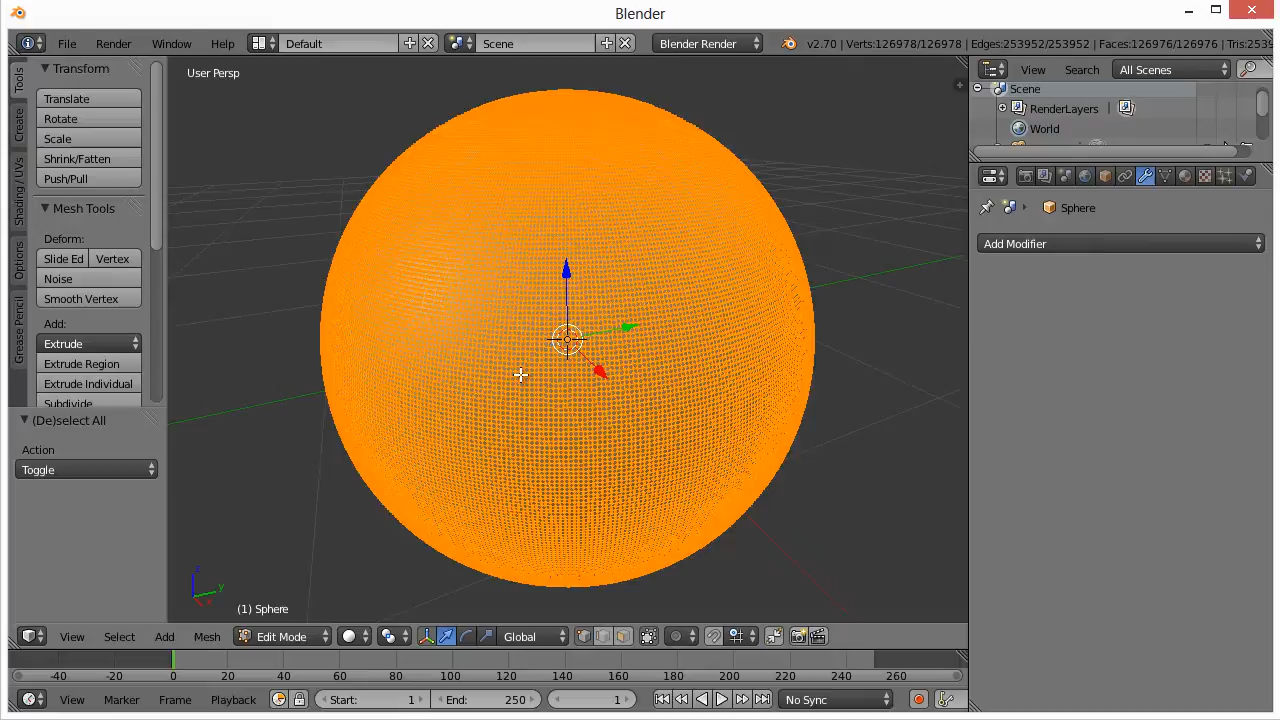 Blender
File Render Window Help Default Scene Blender Render v2.70 | Verts:126978/126978 | Edges:253952/253952 | Faces:126976/126976 | Tris:2539
Tools
Create
Shading / UVs
Options
Grease Pencil
Transform
Translate
Rotate
Scale
Shrink/Fatten
Push/Pull
Mesh Tools
Deform:
Slide Ed Vertex
Noise
Smooth Vertex
Add:
Extrude
Extrude Region
Extrude Individual
Subdivide
(De)select All
Action
Toggle
User Persp
z
y
(1) Sphere
View Select Add Mesh Edit Mode Global
-40 -20 0 20 40 60 80 100 120 140 160 180 200 220 240 260
View Marker Frame Playback Start: 1 End: 250 1 No Sync
View Search All Scenes
Scene
RenderLayers
World
Sphere
Add Modifier